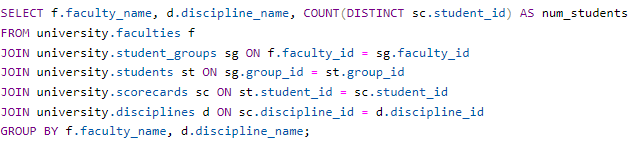 SELECT f.faculty_name, d.discipline_name, COUNT(DISTINCT sc.student_id) AS num_students
FROM university.faculties f
JOIN university.student_groups sg ON f.faculty_id = sg.faculty_id
JOIN university.students st ON sg.group_id = st.group_id
JOIN university.scorecards sc ON st.student_id = sc.student_id
JOIN university.disciplines d ON sc.discipline_id = d.discipline_id
GROUP BY f.faculty_name, d.discipline_name;